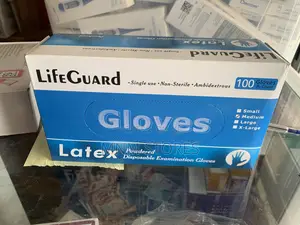 LifeGuard
Single use • Non-Sterile • Ambidextrous
100
Small
Medium
Large
X-Large
Gloves
Latex
Powdered
Disposable Examination Gloves